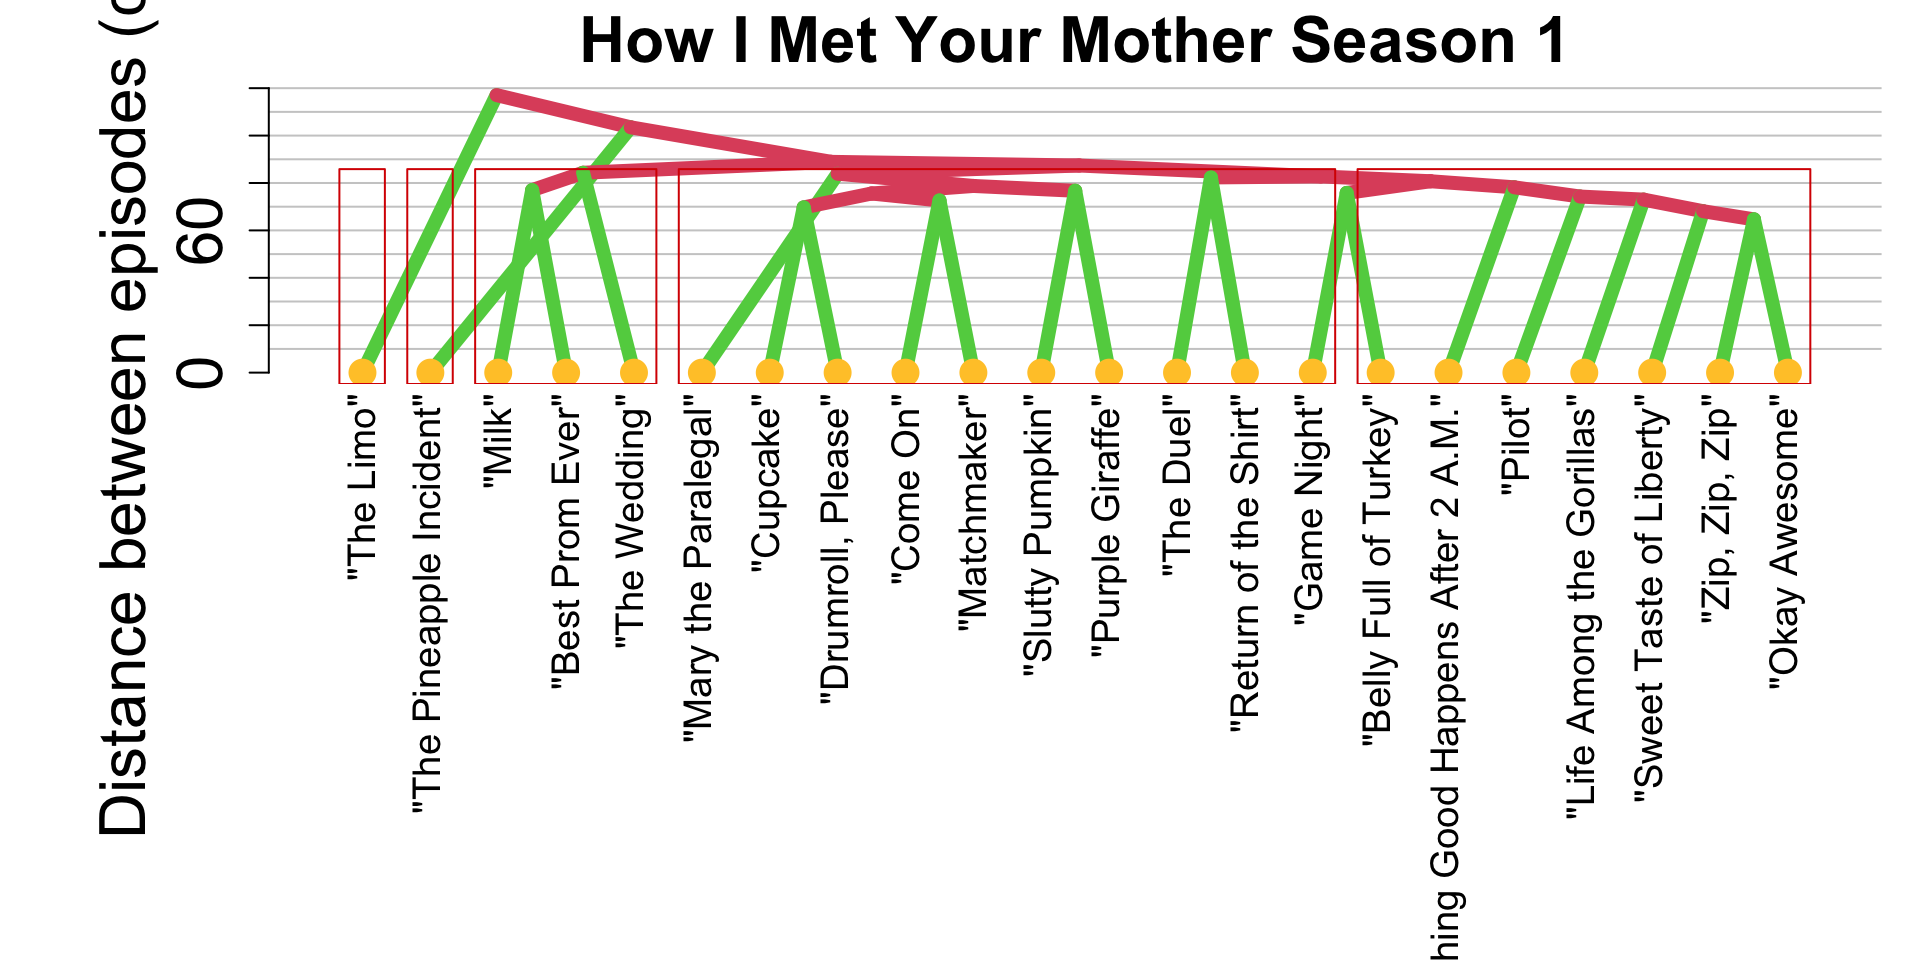 How I Met Your Mother Season 1
Distance between episodes (
60
0
"The Limo"
"The Pineapple Incident"
"Milk"
"Best Prom Ever"
"The Wedding"
"Mary the Paralegal"
"Cupcake"
"Drumroll, Please"
"Come On"
"Matchmaker"
"Slutty Pumpkin"
"Purple Giraffe"
"The Duel"
"Return of the Shirt"
"Game Night"
"Belly Full of Turkey"
hing Good Happens After 2 A.M."
"Pilot"
"Life Among the Gorillas"
"Sweet Taste of Liberty"
"Zip, Zip, Zip"
"Okay Awesome"